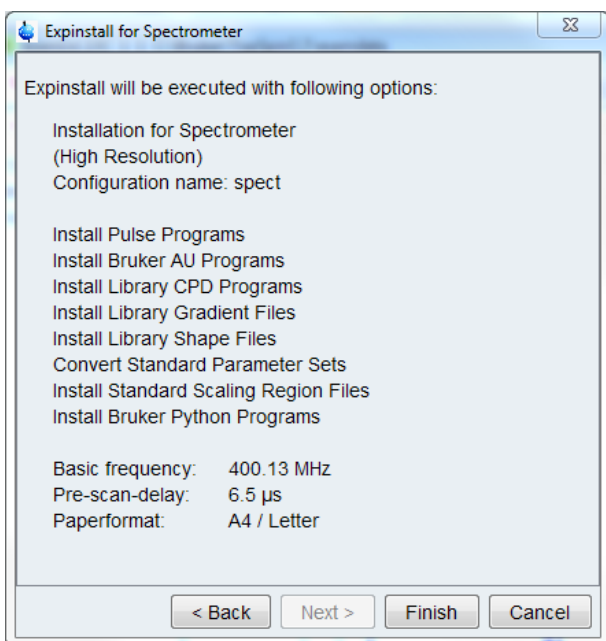 Expinstall for Spectrometer
Expinstall will be executed with following options:
Installation for Spectrometer
(High Resolution)
Configuration name: spect
Install Pulse Programs
Install Bruker AU Programs
Install Library CPD Programs
Install Library Gradient Files
Install Library Shape Files
Convert Standard Parameter Sets
Install Standard Scaling Region Files
Install Bruker Python Programs
Basic frequency: 400.13 MHz
Pre-scan-delay: 6.5 µs
Paperformat: A4 / Letter
< Back Next > Finish Cancel